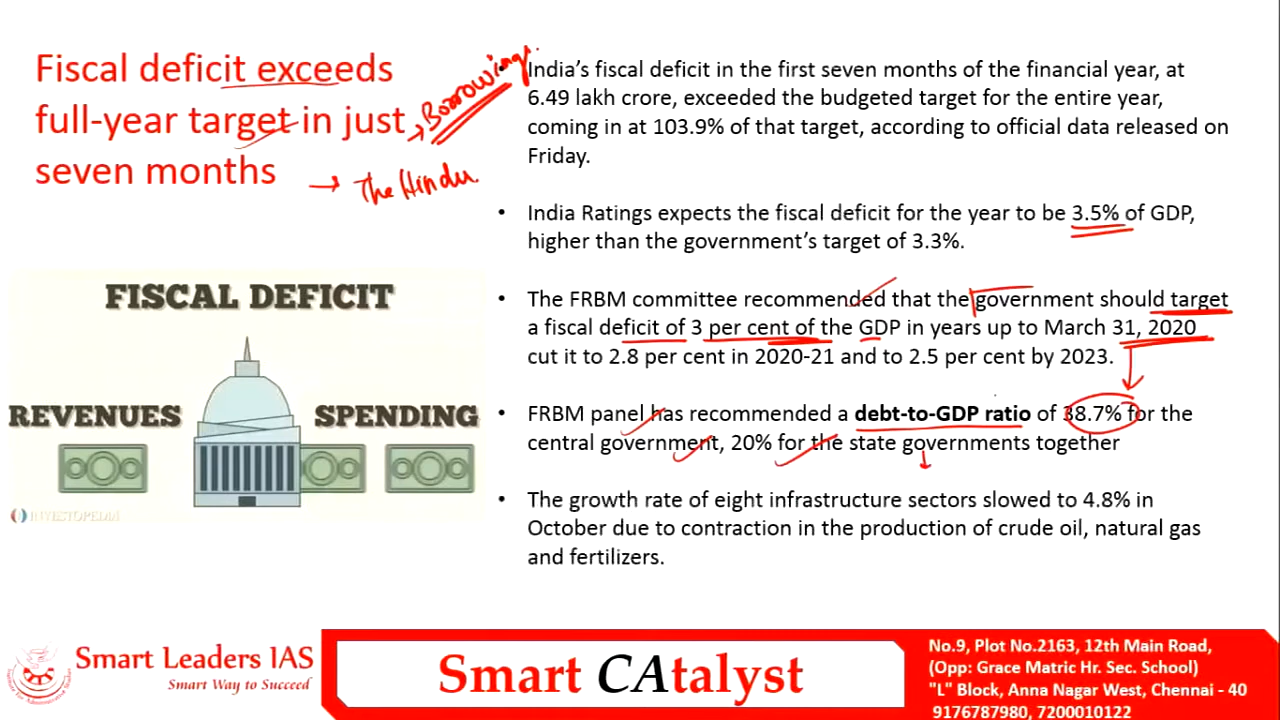 Fiscal deficit exceeds
full-year target in just
seven months
→ Borrowings.
→ The Hindu
• India's fiscal deficit in the first seven months of the financial year, at
6.49 lakh crore, exceeded the budgeted target for the entire year,
coming in at 103.9% of that target, according to official data released on
Friday.
• India Ratings expects the fiscal deficit for the year to be 3.5% of GDP,
higher than the government's target of 3.3%.
• The FRBM committee recommended that the government should target
a fiscal deficit of 3 per cent of the GDP in years up to March 31, 2020
cut it to 2.8 per cent in 2020-21 and to 2.5 per cent by 2023.
• FRBM panel has recommended a debt-to-GDP ratio of 38.7% for the
central government, 20% for the state governments together
• The growth rate of eight infrastructure sectors slowed to 4.8% in
October due to contraction in the production of crude oil, natural gas
and fertilizers.
FISCAL DEFICIT
REVENUES SPENDING
INVESTOPEDIA
Smart Leaders IAS
Smart Way to Succeed
Smart CAtalyst
No.9, Plot No.2163, 12th Main Road,
(Opp: Grace Matric Hr. Sec. School)
"L" Block, Anna Nagar West, Chennai - 40
9176787980, 7200010122